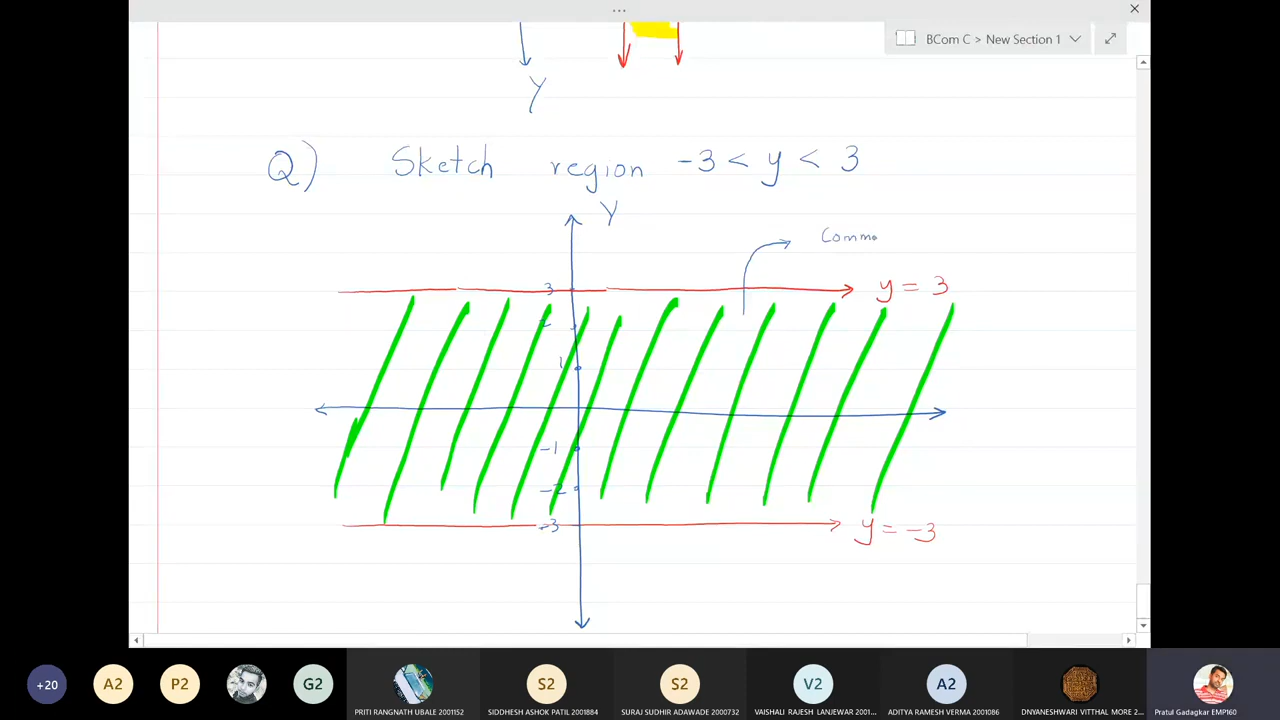 BCom C > New Section 1
Y
Q) Sketch region -3 < y < 3
Y
Comm
3
y = 3
2
1
-1
-2
-3
y = -3
+20
A2
P2
G2
S2
S2
V2
A2
PRITI RANGNATH UBALE 2001152
SIDDHESH ASHOK PATIL 2001884
SURAJ SUDHIR ADAWADE 2000732
VAISHALI RAJESH LANJEWAR 2001...
ADITYA RAMESH VERMA 2001086
DNYANESHWARI VITTHAL MORE 2...
Pratul Gadagkar EMP160